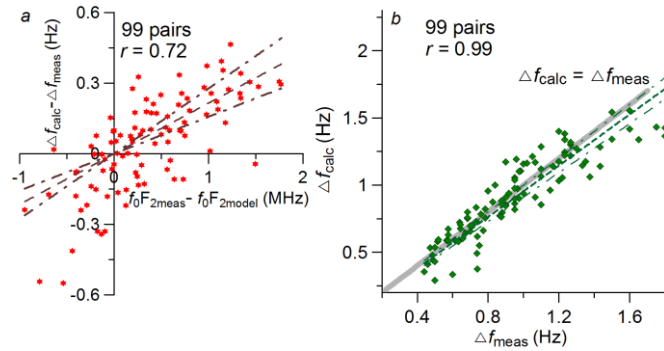 a
99 pairs
r = 0.72
△fcalc–△fmeas (Hz)
0.6
0.3
0
-0.3
-0.6
-1
0
1
2
f0F2meas- f0F2model (MHz)
b
99 pairs
r = 0.99
△fcalc = △fmeas
△fcalc (Hz)
2
1.5
1
0.5
0.4
0.8
1.2
1.6
△fmeas (Hz)